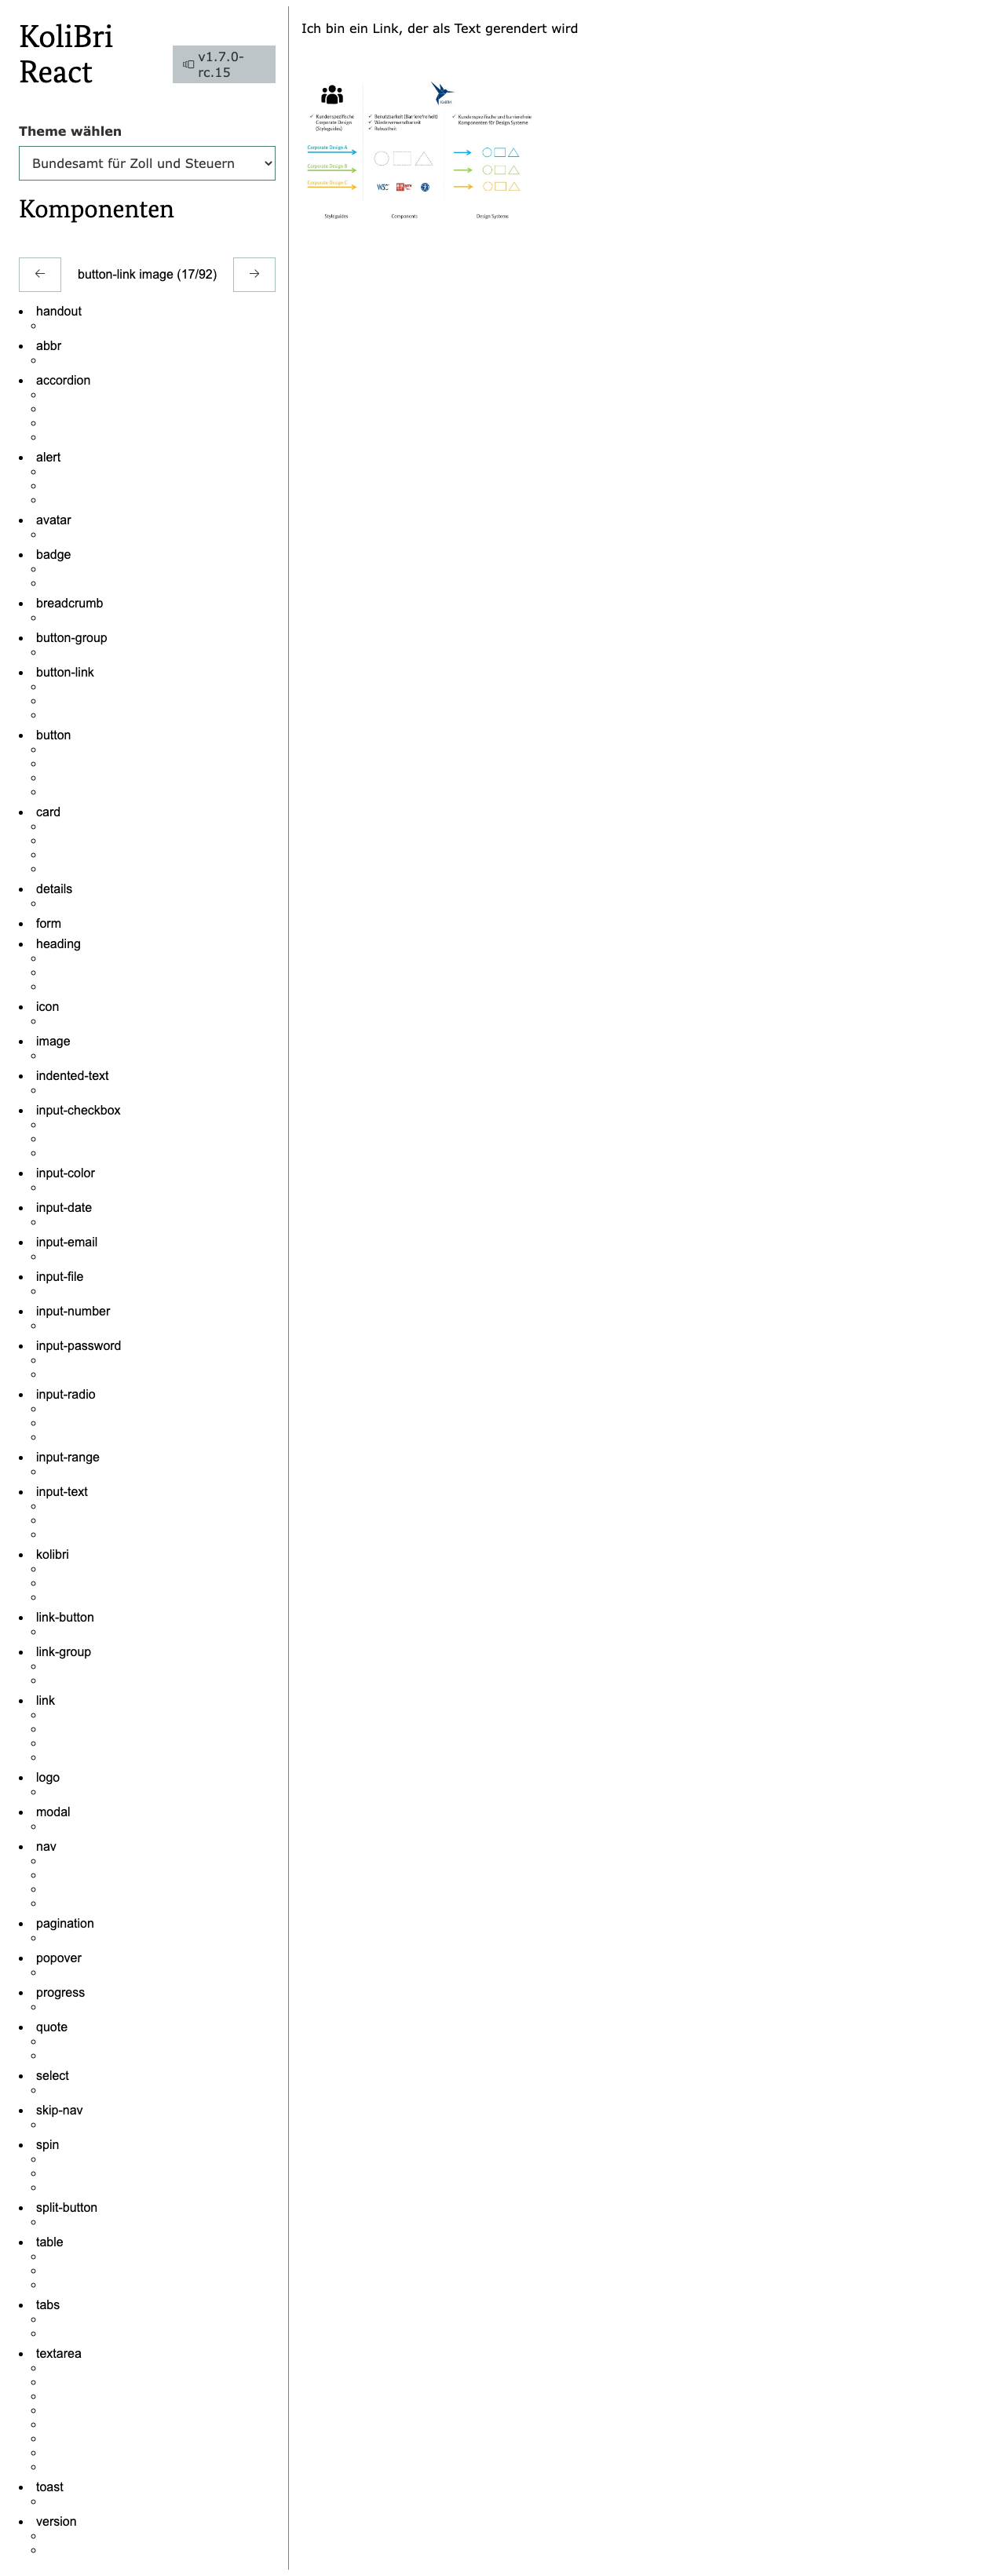 KoliBri
React
v1.7.0-
rc.15
Theme wählen
Bundesamt für Zoll und Steuern
Komponenten
button-link image (17/92)
handout
abbr
accordion
alert
avatar
badge
breadcrumb
button-group
button-link
button
card
details
form
heading
icon
image
indented-text
input-checkbox
input-color
input-date
input-email
input-file
input-number
input-password
input-radio
input-range
input-text
kolibri
link-button
link-group
link
logo
modal
nav
pagination
popover
progress
quote
select
skip-nav
spin
split-button
table
tabs
textarea
toast
version
Ich bin ein Link, der als Text gerendert wird
KoliBri
Kundenspezifische
Corporate Design
(Styleguides)
Benutzbarkeit (Barrierefreiheit)
Wiederverwendbarkeit
Robustheit
Kundenspezifische und barrierefreie
Komponenten für Design Systeme
Corporate Design A
Corporate Design B
Corporate Design C
W3C
Styleguides
Components
Design Systems